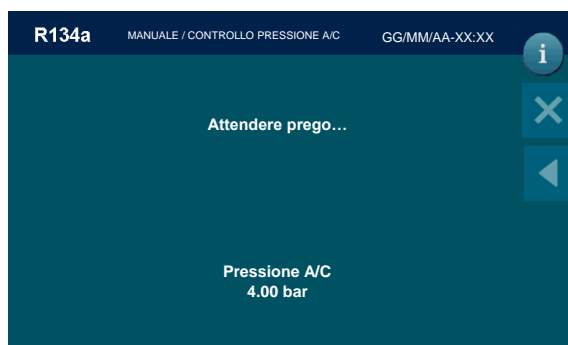 R134a MANUALE / CONTROLLO PRESSIONE A/C GG/MM/AA-XX:XX
i
Attendere prego…
Pressione A/C
4.00 bar